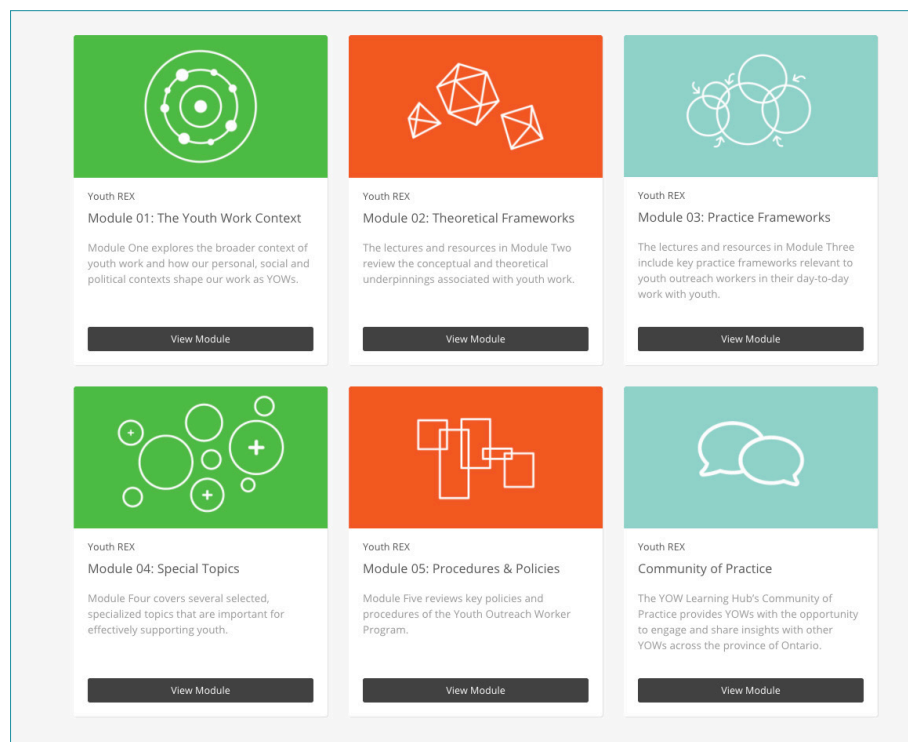 Youth REX
Module 01: The Youth Work Context
Module One explores the broader context of
youth work and how our personal, social and
political contexts shape our work as YOWs.
View Module
Youth REX
Module 02: Theoretical Frameworks
The lectures and resources in Module Two
review the conceptual and theoretical
underpinnings associated with youth work.
View Module
Youth REX
Module 03: Practice Frameworks
The lectures and resources in Module Three
include key practice frameworks relevant to
youth outreach workers in their day-to-day
work with youth.
View Module
Youth REX
Module 04: Special Topics
Module Four covers several selected,
specialized topics that are important for
effectively supporting youth.
View Module
Youth REX
Module 05: Procedures & Policies
Module Five reviews key policies and
procedures of the Youth Outreach Worker
Program.
View Module
Youth REX
Community of Practice
The YOW Learning Hub's Community of
Practice provides YOWs with the opportunity
to engage and share insights with other
YOWs across the province of Ontario.
View Module